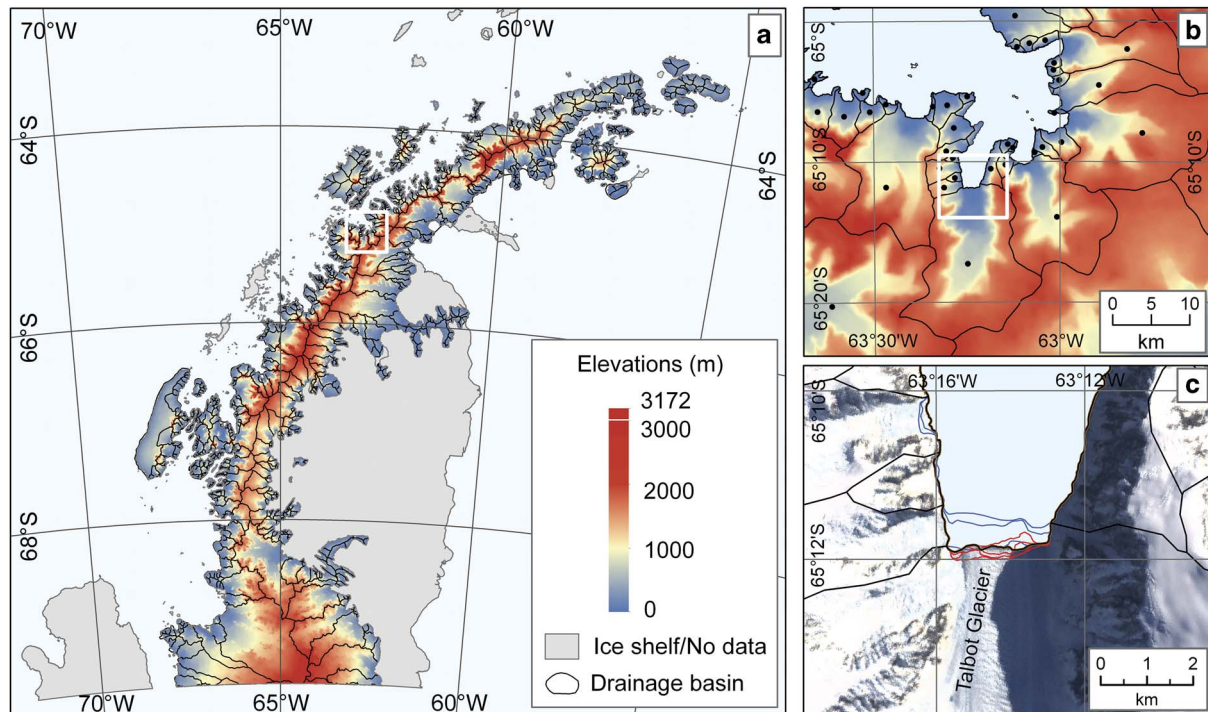 70°W
65°W
60°W
a
64°S
64°S
66°S
68°S
70°W
65°W
60°W
Elevations (m)
3172
3000
2000
1000
0
Ice shelf/No data
Drainage basin
b
65°S
65°10'S
65°10'S
65°20'S
63°30'W
63°W
0 5 10
km
c
63°16'W
63°12'W
65°10'S
65°12'S
Talbot Glacier
0 1 2
km